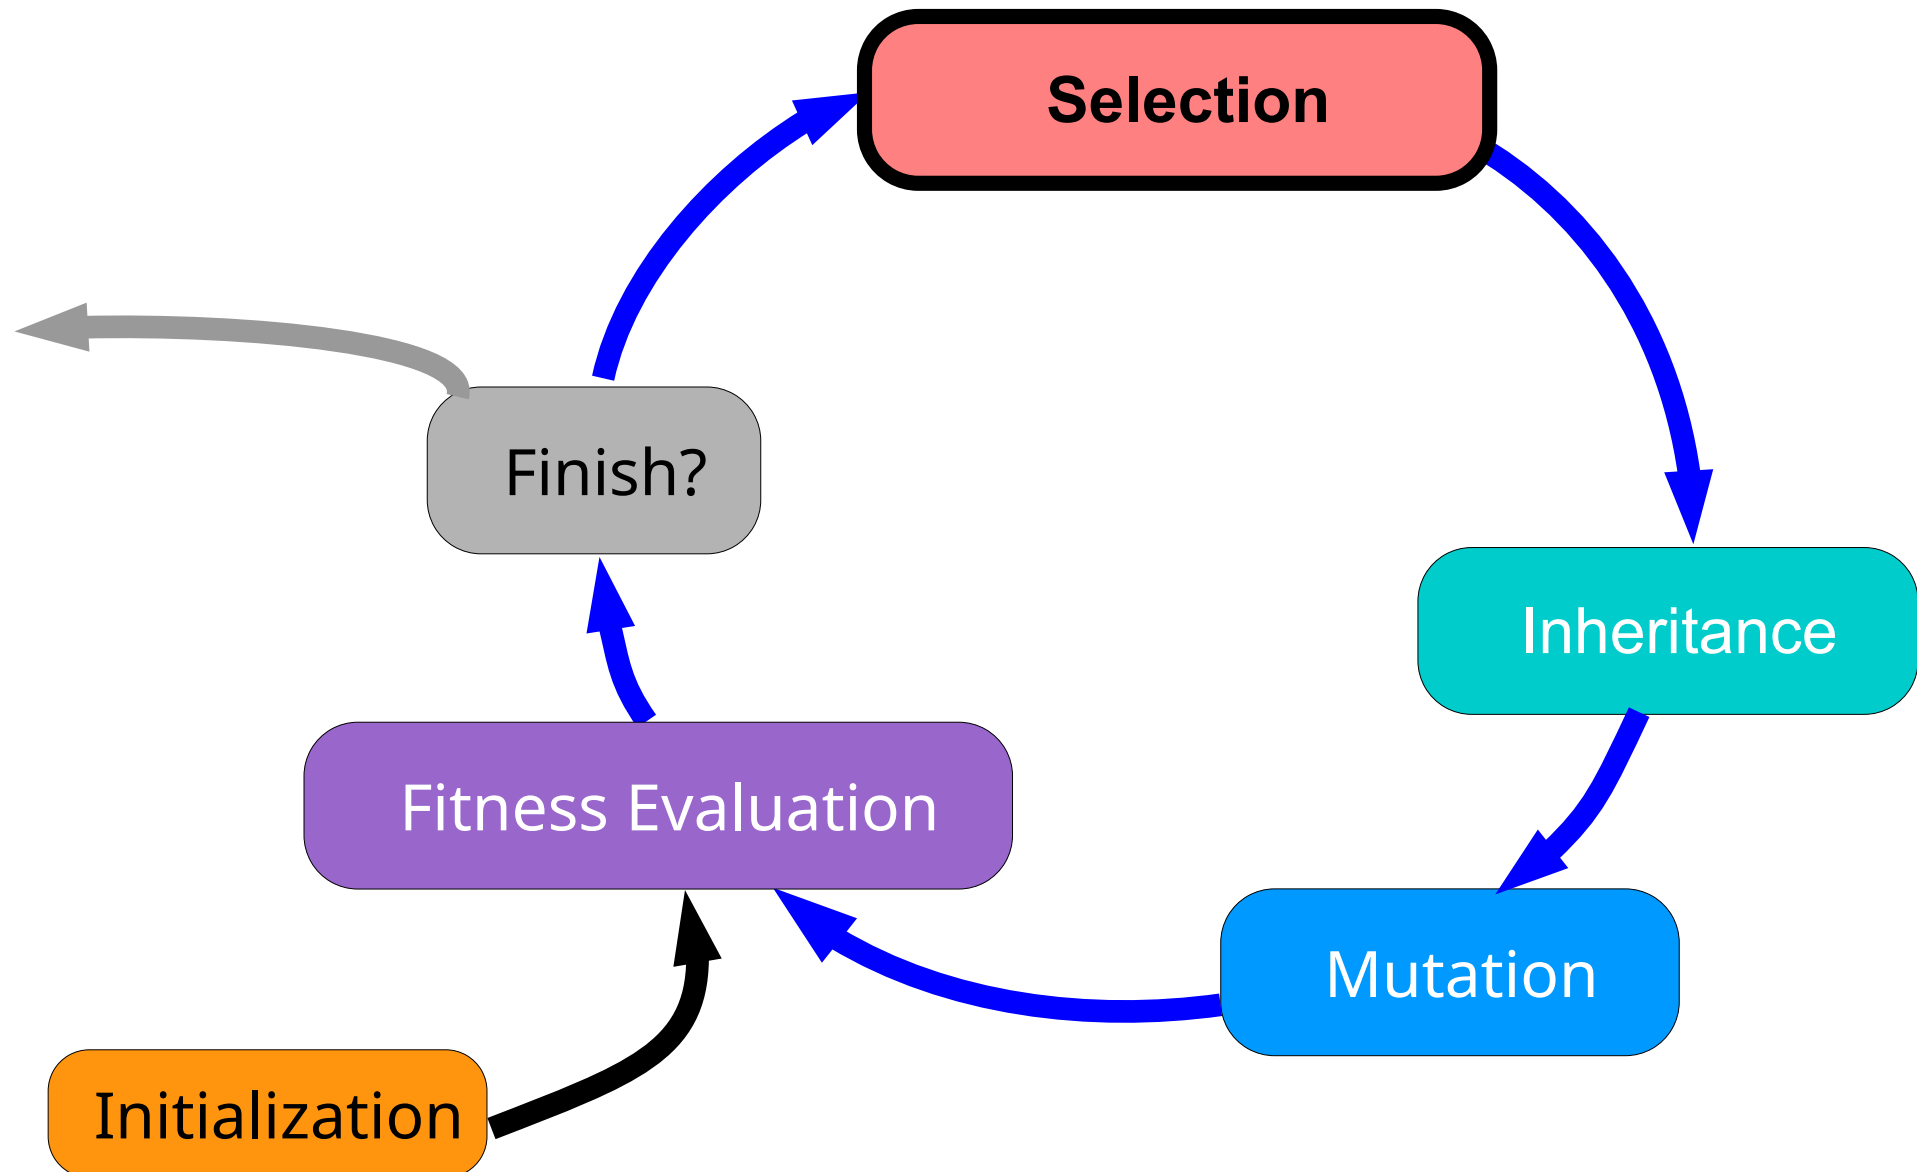 Selection
Finish?
Inheritance
Fitness Evaluation
Mutation
Initialization